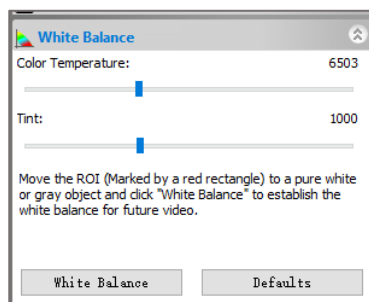 White Balance
Color Temperature: 6503
Tint: 1000
Move the ROI (Marked by a red rectangle) to a pure white
or gray object and click "White Balance" to establish the
white balance for future video.
White Balance Defaults